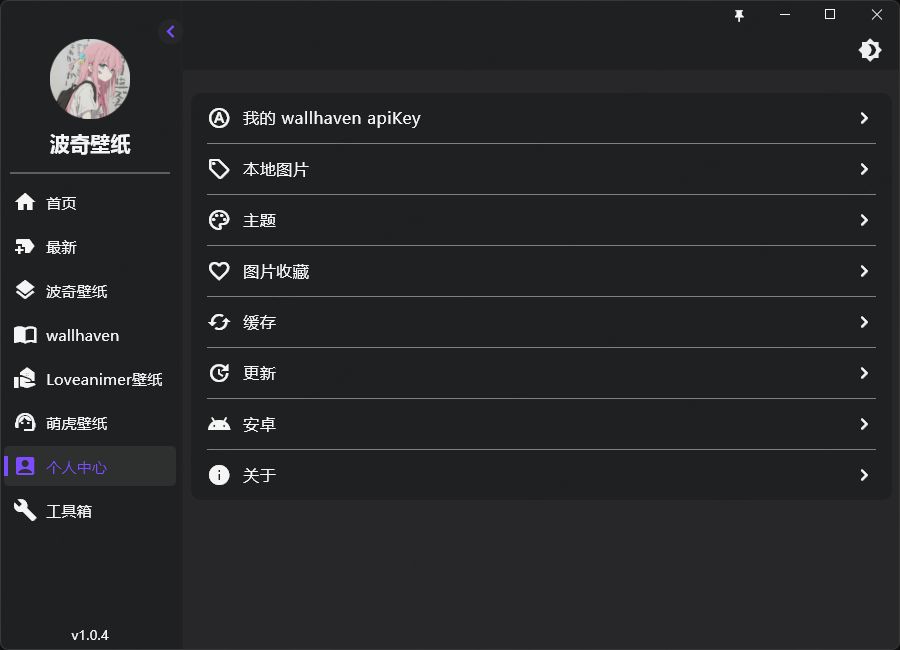 波奇壁纸
首页
最新
波奇壁纸
wallhaven
Loveanimer壁纸
萌虎壁纸
个人中心
工具箱
v1.0.4
我的 wallhaven apiKey
本地图片
主题
图片收藏
缓存
更新
安卓
关于